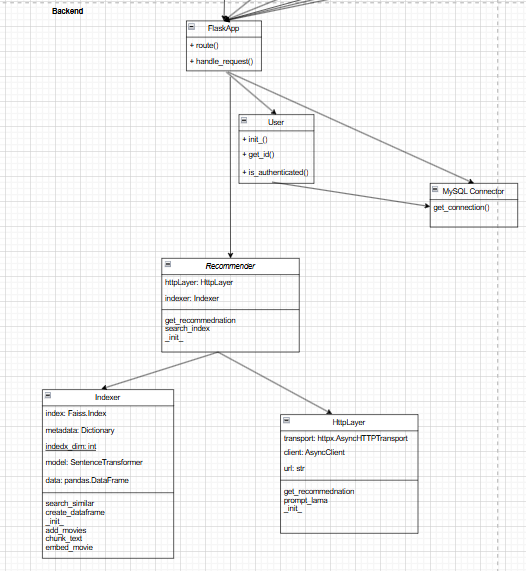 Backend
FlaskApp
+ route()
+ handle_request()
User
+ init_()
+ get_id()
+ is_authenticated()
MySQL Connector
get_connection()
Recommender
httpLayer: HttpLayer
indexer: Indexer
get_recommednation
search_index
_init_
Indexer
index: Faiss.Index
metadata: Dictionary
indedx_dim: int
model: SentenceTransformer
data: pandas.DataFrame
search_similar
create_dataframe
_init_
add_movies
chunk_text
embed_movie
HttpLayer
transport: httpx.AsyncHTTPTransport
client: AsyncClient
url: str
get_recommednation
prompt_lama
_init_